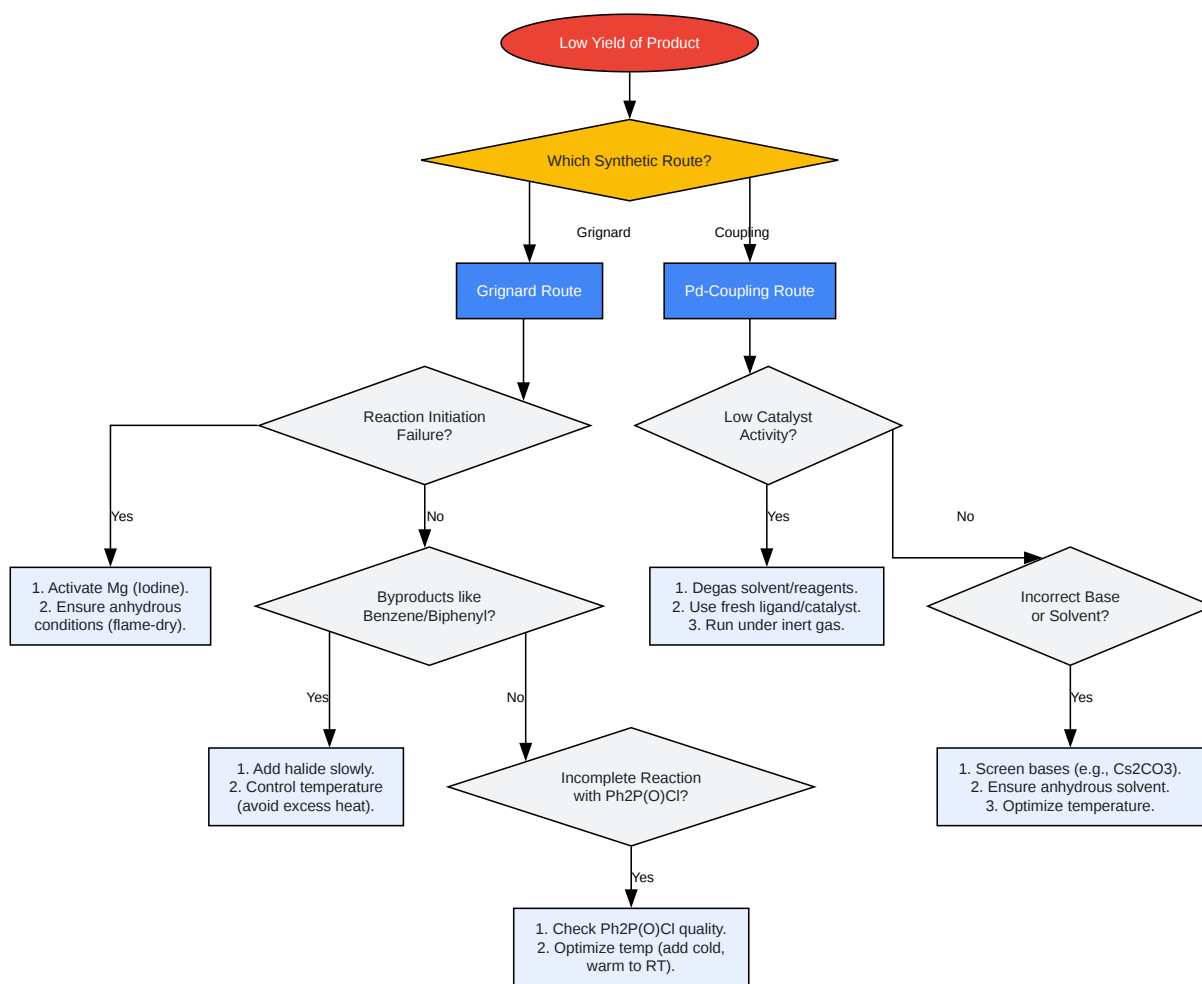 Low Yield of Product
Which Synthetic Route?
Grignard
Coupling
Grignard Route
Pd-Coupling Route
Reaction Initiation
Failure?
Low Catalyst
Activity?
Yes
No
Yes
No
1. Activate Mg (Iodine).
2. Ensure anhydrous
conditions (flame-dry).
Byproducts like
Benzene/Biphenyl?
1. Degas solvent/reagents.
2. Use fresh ligand/catalyst.
3. Run under inert gas.
Incorrect Base
or Solvent?
Yes
No
Yes
1. Add halide slowly.
2. Control temperature
(avoid excess heat).
Incomplete Reaction
with Ph2P(O)Cl?
1. Screen bases (e.g., Cs2CO3).
2. Ensure anhydrous solvent.
3. Optimize temperature.
Yes
1. Check Ph2P(O)Cl quality.
2. Optimize temp (add cold,
warm to RT).